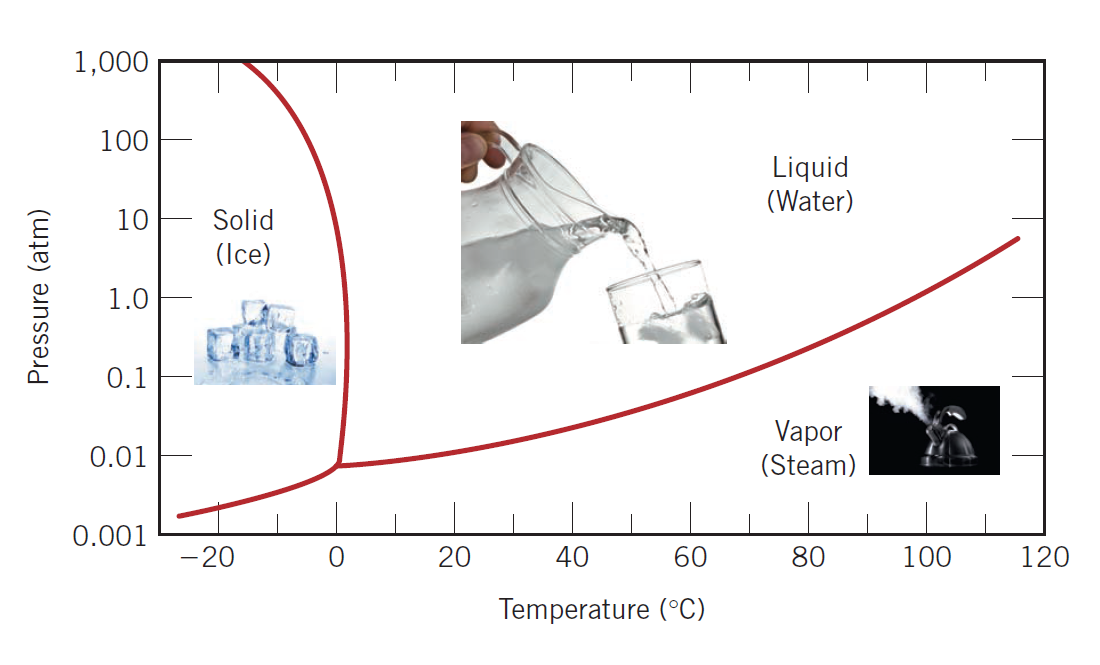 1,000
100
10
1.0
0.1
0.01
0.001
Pressure (atm)
Solid
(Ice)
Liquid
(Water)
Vapor
(Steam)
−20 0 20 40 60 80 100 120
Temperature (°C)